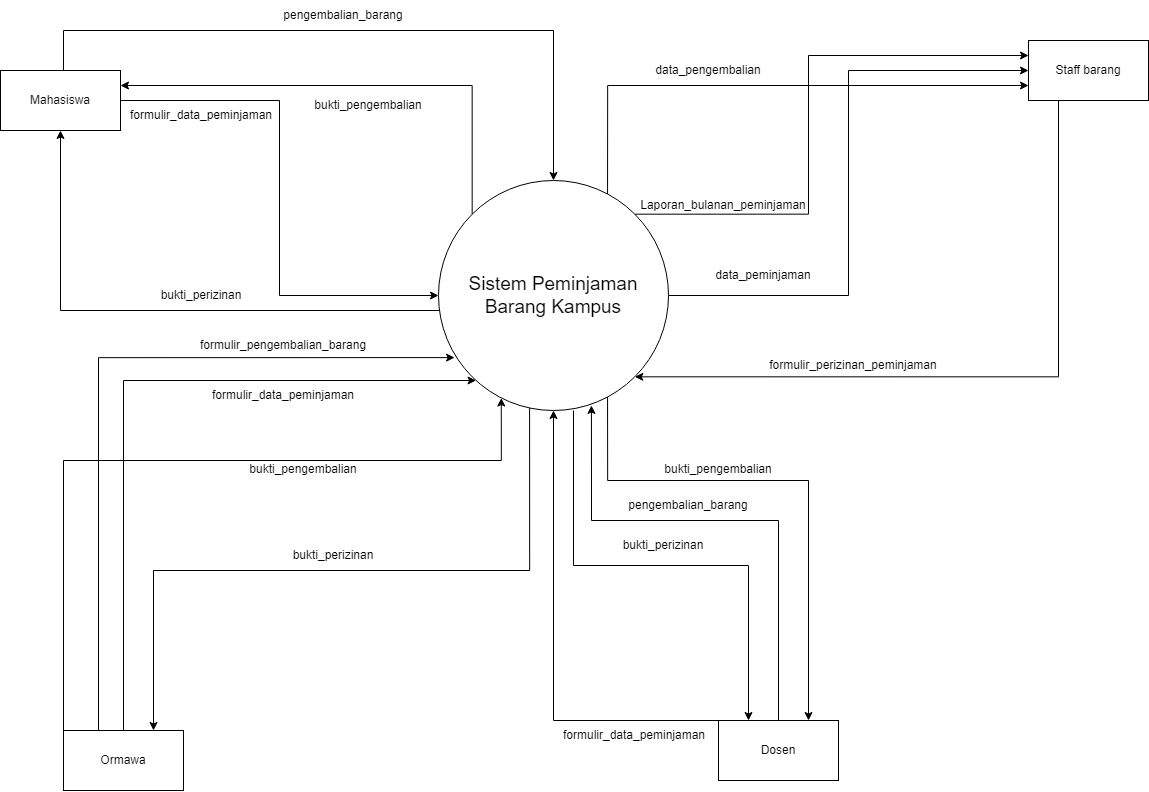 pengembalian_barang
data_pengembalian
Staff barang
Mahasiswa
bukti_pengembalian
formulir_data_peminjaman
Laporan_bulanan_peminjaman
data_peminjaman
Sistem Peminjaman
Barang Kampus
bukti_perizinan
formulir_pengembalian_barang
formulir_perizinan_peminjaman
formulir_data_peminjaman
bukti_pengembalian
bukti_pengembalian
pengembalian_barang
bukti_perizinan
bukti_perizinan
formulir_data_peminjaman
Dosen
Ormawa